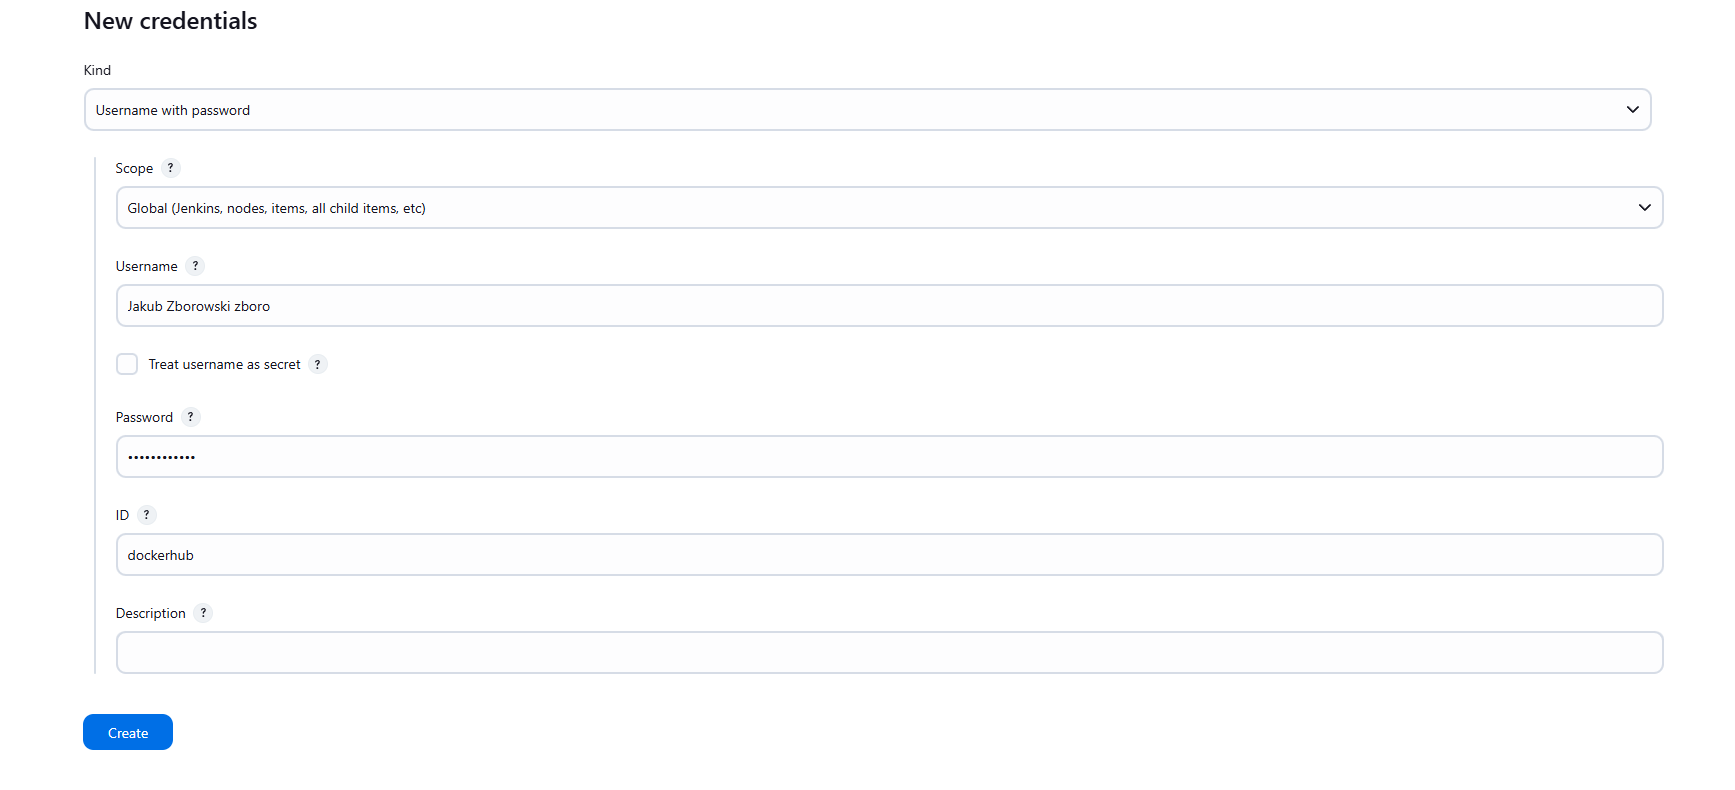 New credentials
Kind
Username with password
Scope ?
Global (Jenkins, nodes, items, all child items, etc)
Username ?
Jakub Zborowski zboro
Treat username as secret ?
Password ?
••••••••••••
ID ?
dockerhub
Description ?
Create